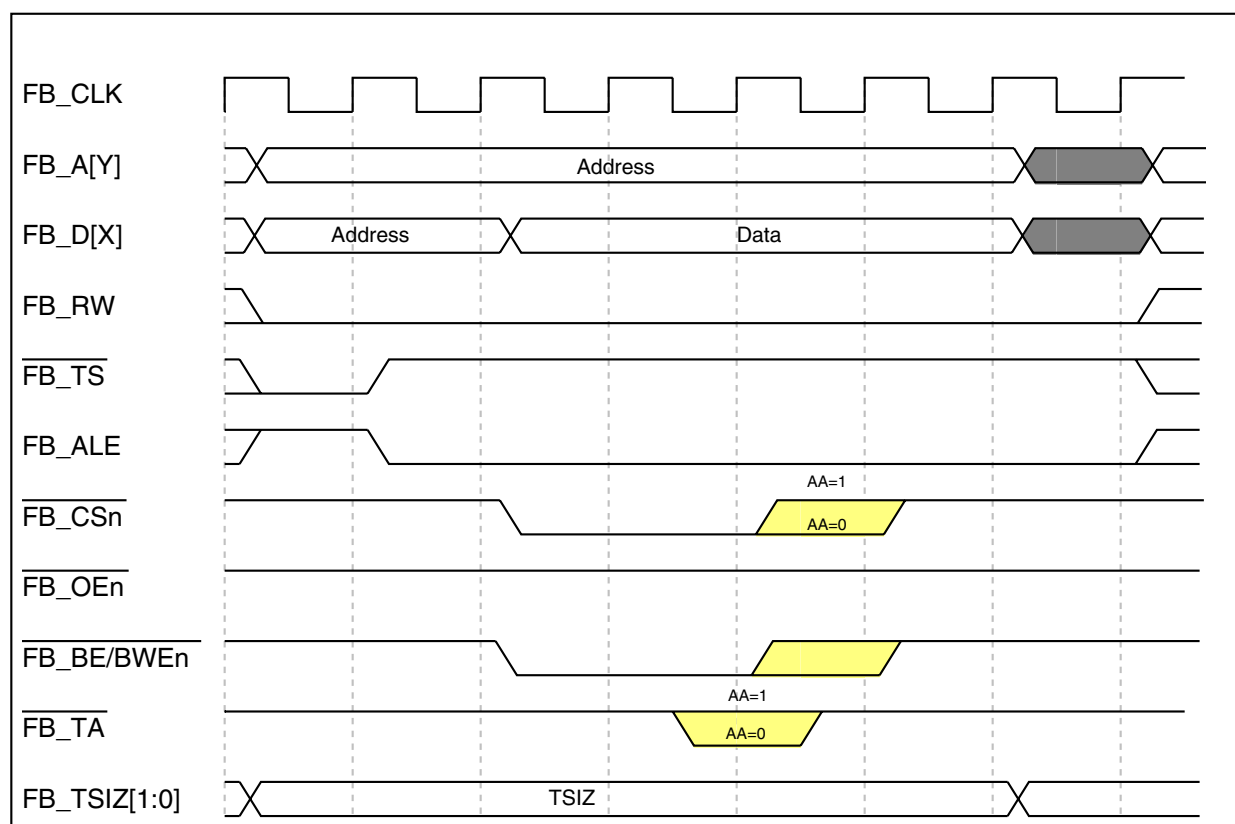 FB_CLK
FB_A[Y] Address
FB_D[X] Address Data
FB_RW
FB_TS
FB_ALE
AA=1
FB_CSn AA=0
FB_OEn
FB_BE/BWEn
AA=1
FB_TA AA=0
FB_TSIZ[1:0] TSIZ